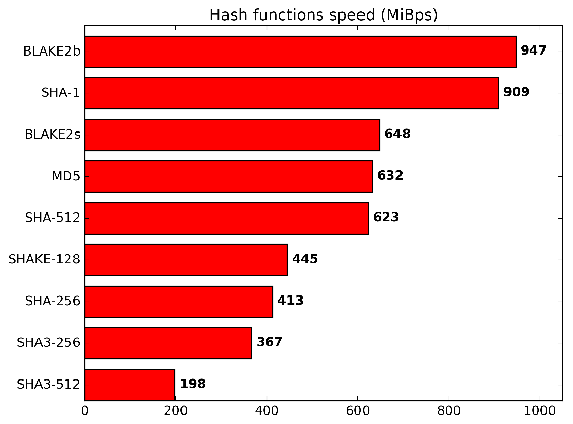 Hash functions speed (MiBps)
BLAKE2b 947
SHA-1 909
BLAKE2s 648
MD5 632
SHA-512 623
SHAKE-128 445
SHA-256 413
SHA3-256 367
SHA3-512 198
0 200 400 600 800 1000